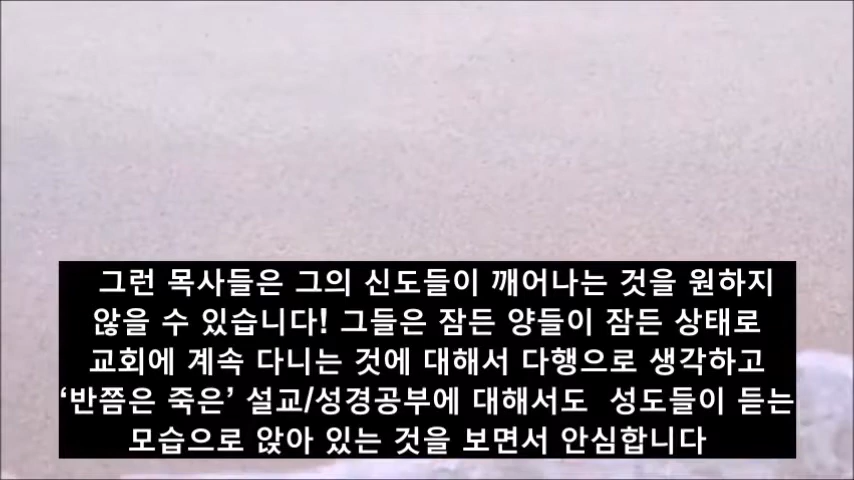 그런 목사들은 그의 신도들이 깨어나는 것을 원하지
않을 수 있습니다! 그들은 잠든 양들이 잠든 상태로
교회에 계속 다니는 것에 대해서 다행으로 생각하고
‘반쯤은 죽은’ 설교/성경공부에 대해서도 성도들이 듣는
모습으로 앉아 있는 것을 보면서 안심합니다